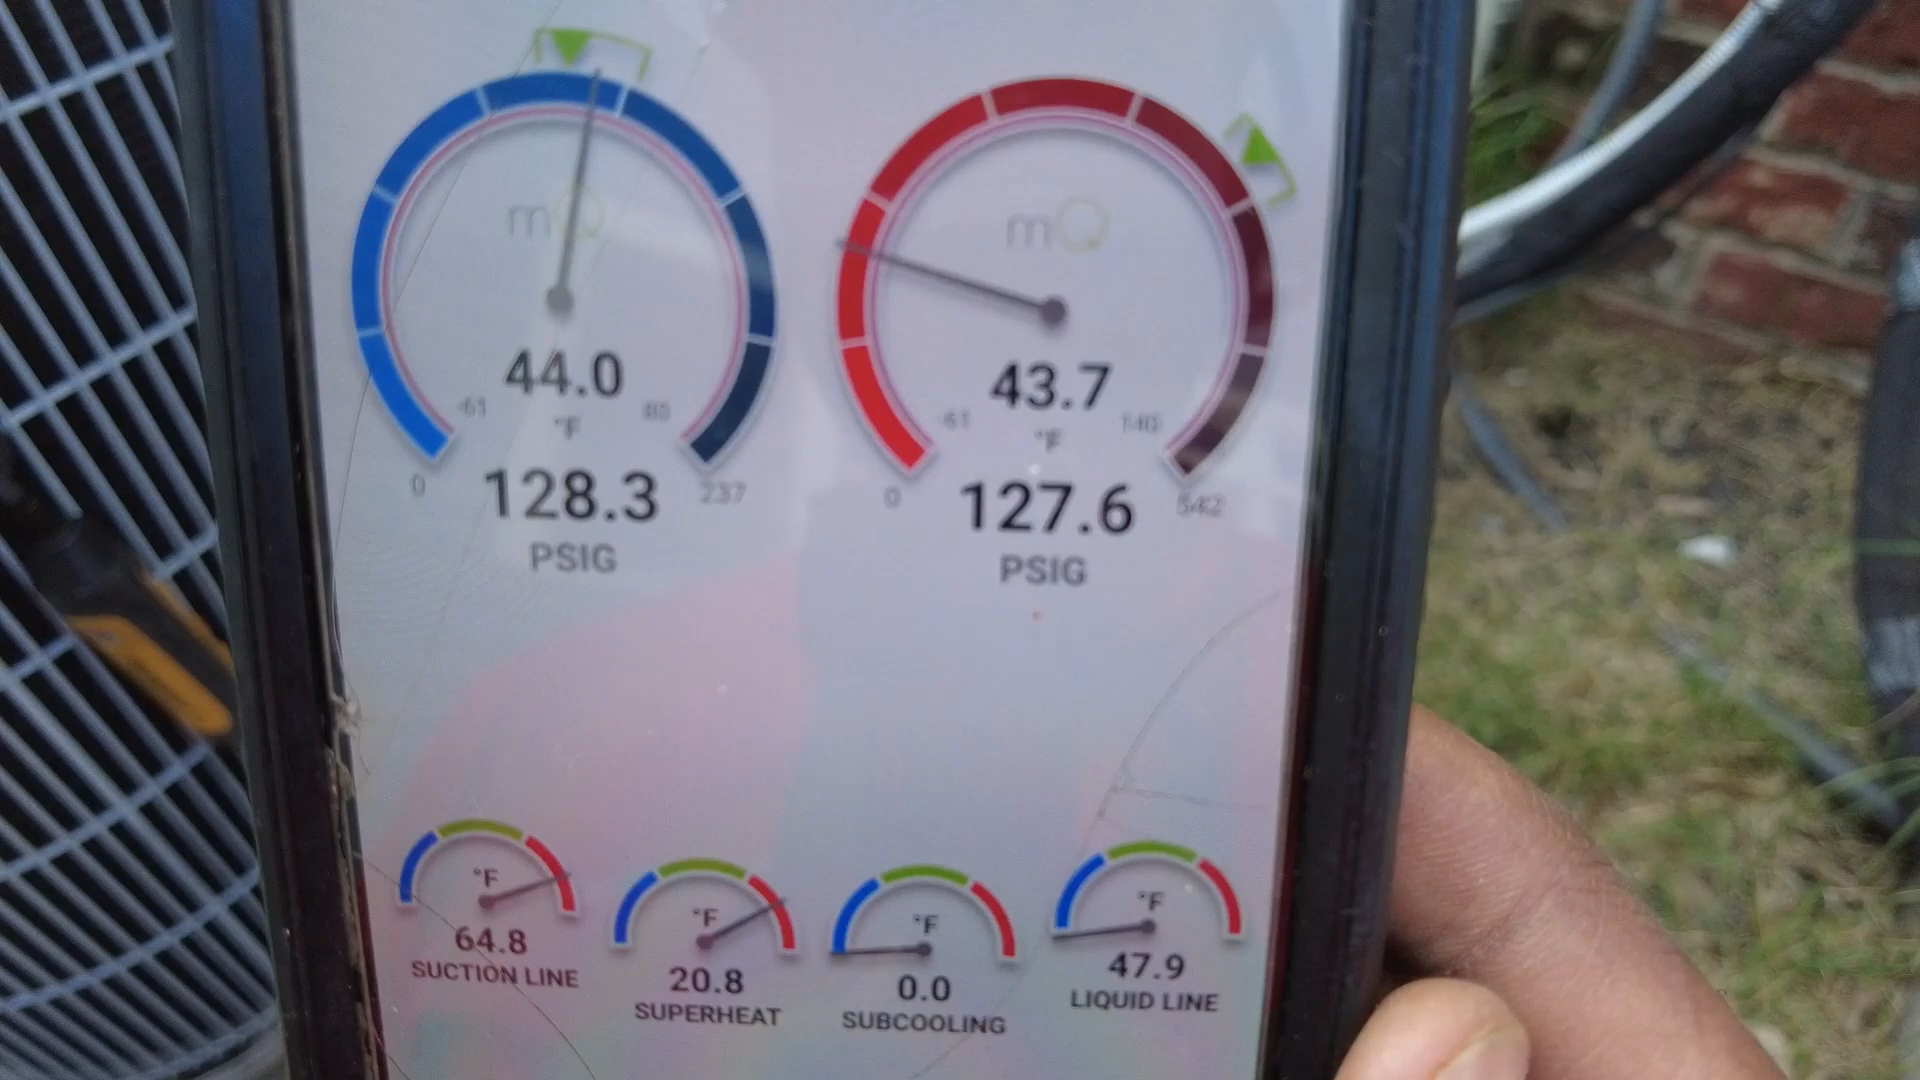 mQ
44.0
-61
80
°F
0
128.3
237
PSIG
mQ
43.7
-61
140
°F
0
127.6
542
PSIG
°F
64.8
SUCTION LINE
°F
20.8
SUPERHEAT
°F
0.0
SUBCOOLING
°F
47.9
LIQUID LINE